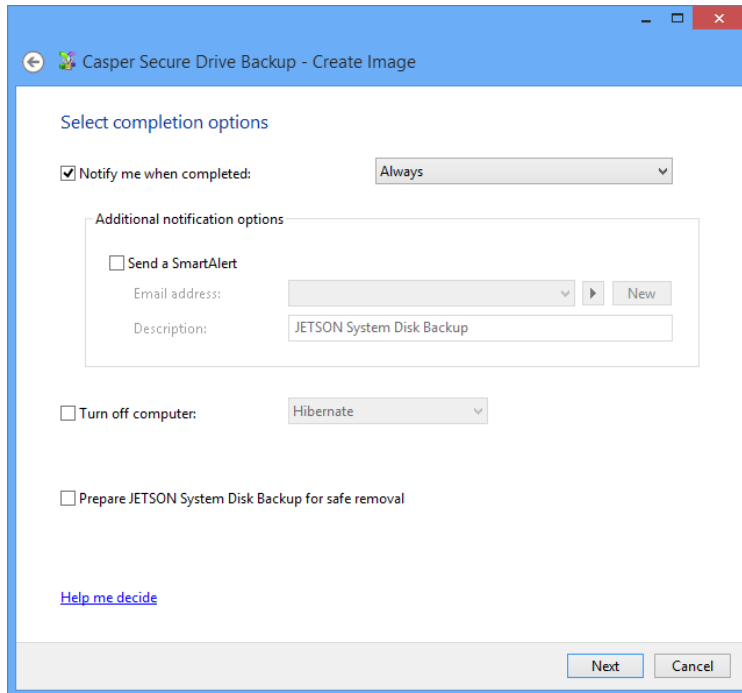 Casper Secure Drive Backup - Create Image
Select completion options
Notify me when completed: Always
Additional notification options
Send a SmartAlert
Email address: New
Description: JETSON System Disk Backup
Turn off computer: Hibernate
Prepare JETSON System Disk Backup for safe removal
Help me decide
Next Cancel